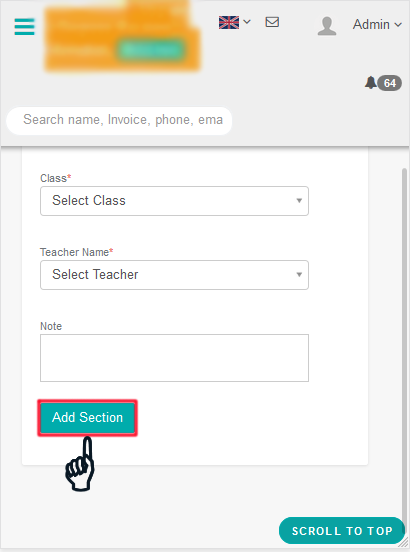 Admin
64
Search name, Invoice, phone, ema
Class*
Select Class
Teacher Name*
Select Teacher
Note
Add Section
SCROLL TO TOP